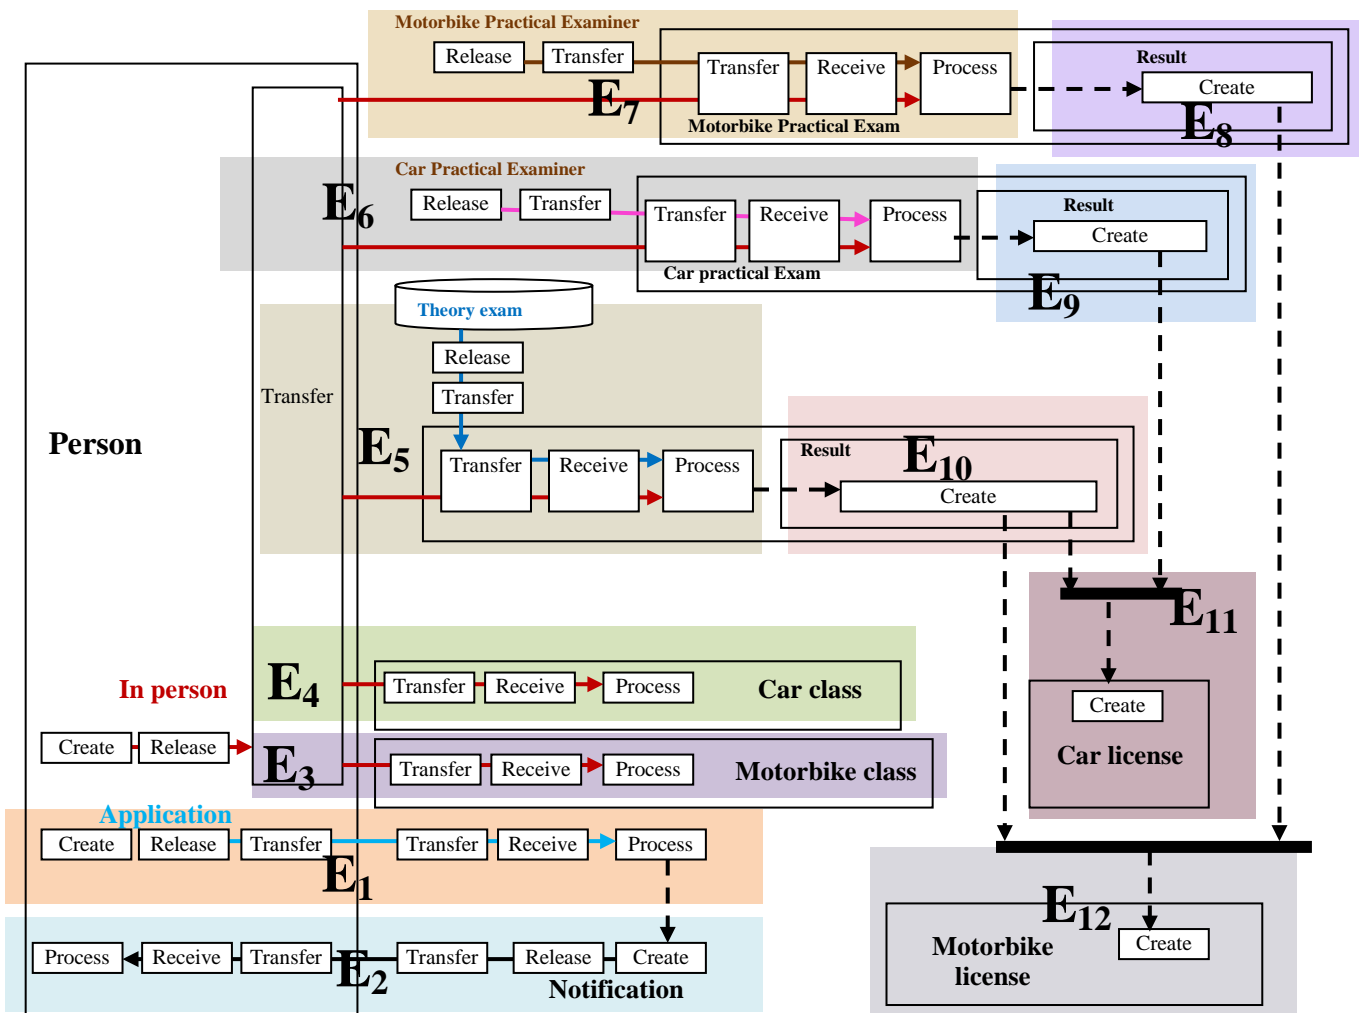 Motorbike Practical Examiner
Release
Transfer
Transfer
Receive
Process
Result
Create
E7
Motorbike Practical Exam
E8
Car Practical Examiner
E6
Release
Transfer
Transfer
Receive
Process
Result
Create
Car practical Exam
E9
Theory exam
Release
Transfer
Transfer
Person
E5
Transfer
Receive
Process
Result
E10
Create
E11
In person
E4
Transfer
Receive
Process
Car class
Create
Create
Release
E3
Transfer
Receive
Process
Motorbike class
Car license
Application
Create
Release
Transfer
Transfer
Receive
Process
E1
E12
Process
Receive
Transfer
E2
Transfer
Release
Create
Notification
Motorbike
license
Create